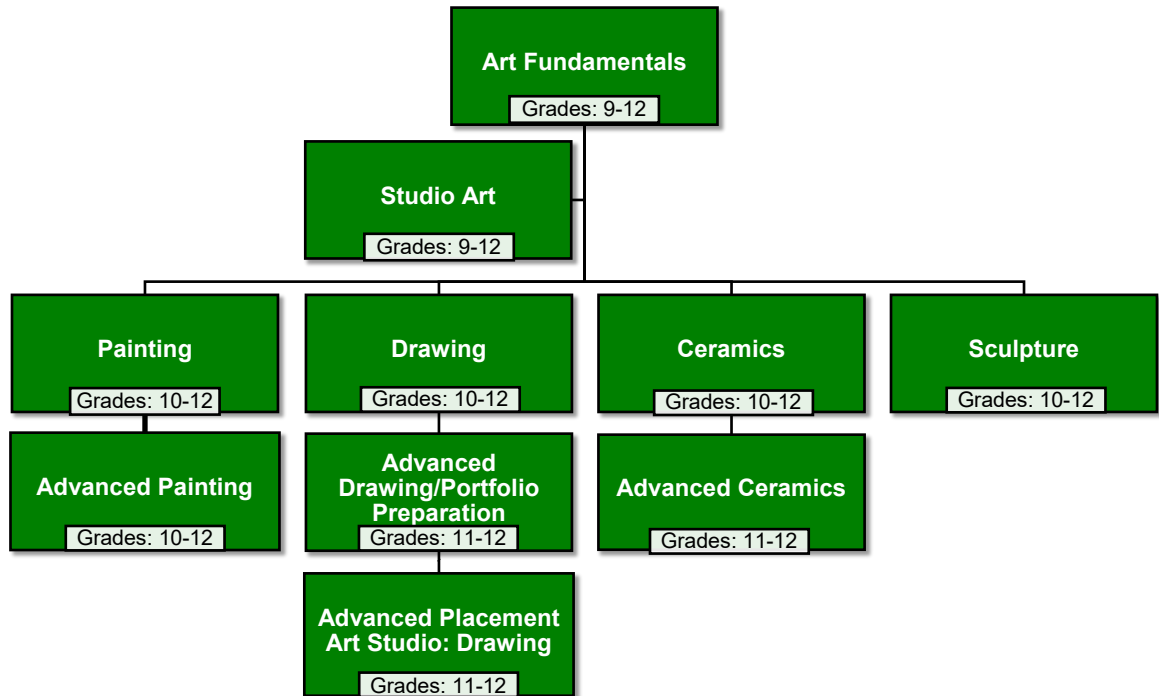 Art Fundamentals
Grades: 9-12
Studio Art
Grades: 9-12
Painting
Grades: 10-12
Drawing
Grades: 10-12
Ceramics
Grades: 10-12
Sculpture
Grades: 10-12
Advanced Painting
Grades: 10-12
Advanced
Drawing/Portfolio
Preparation
Grades: 11-12
Advanced Ceramics
Grades: 11-12
Advanced Placement
Art Studio: Drawing
Grades: 11-12